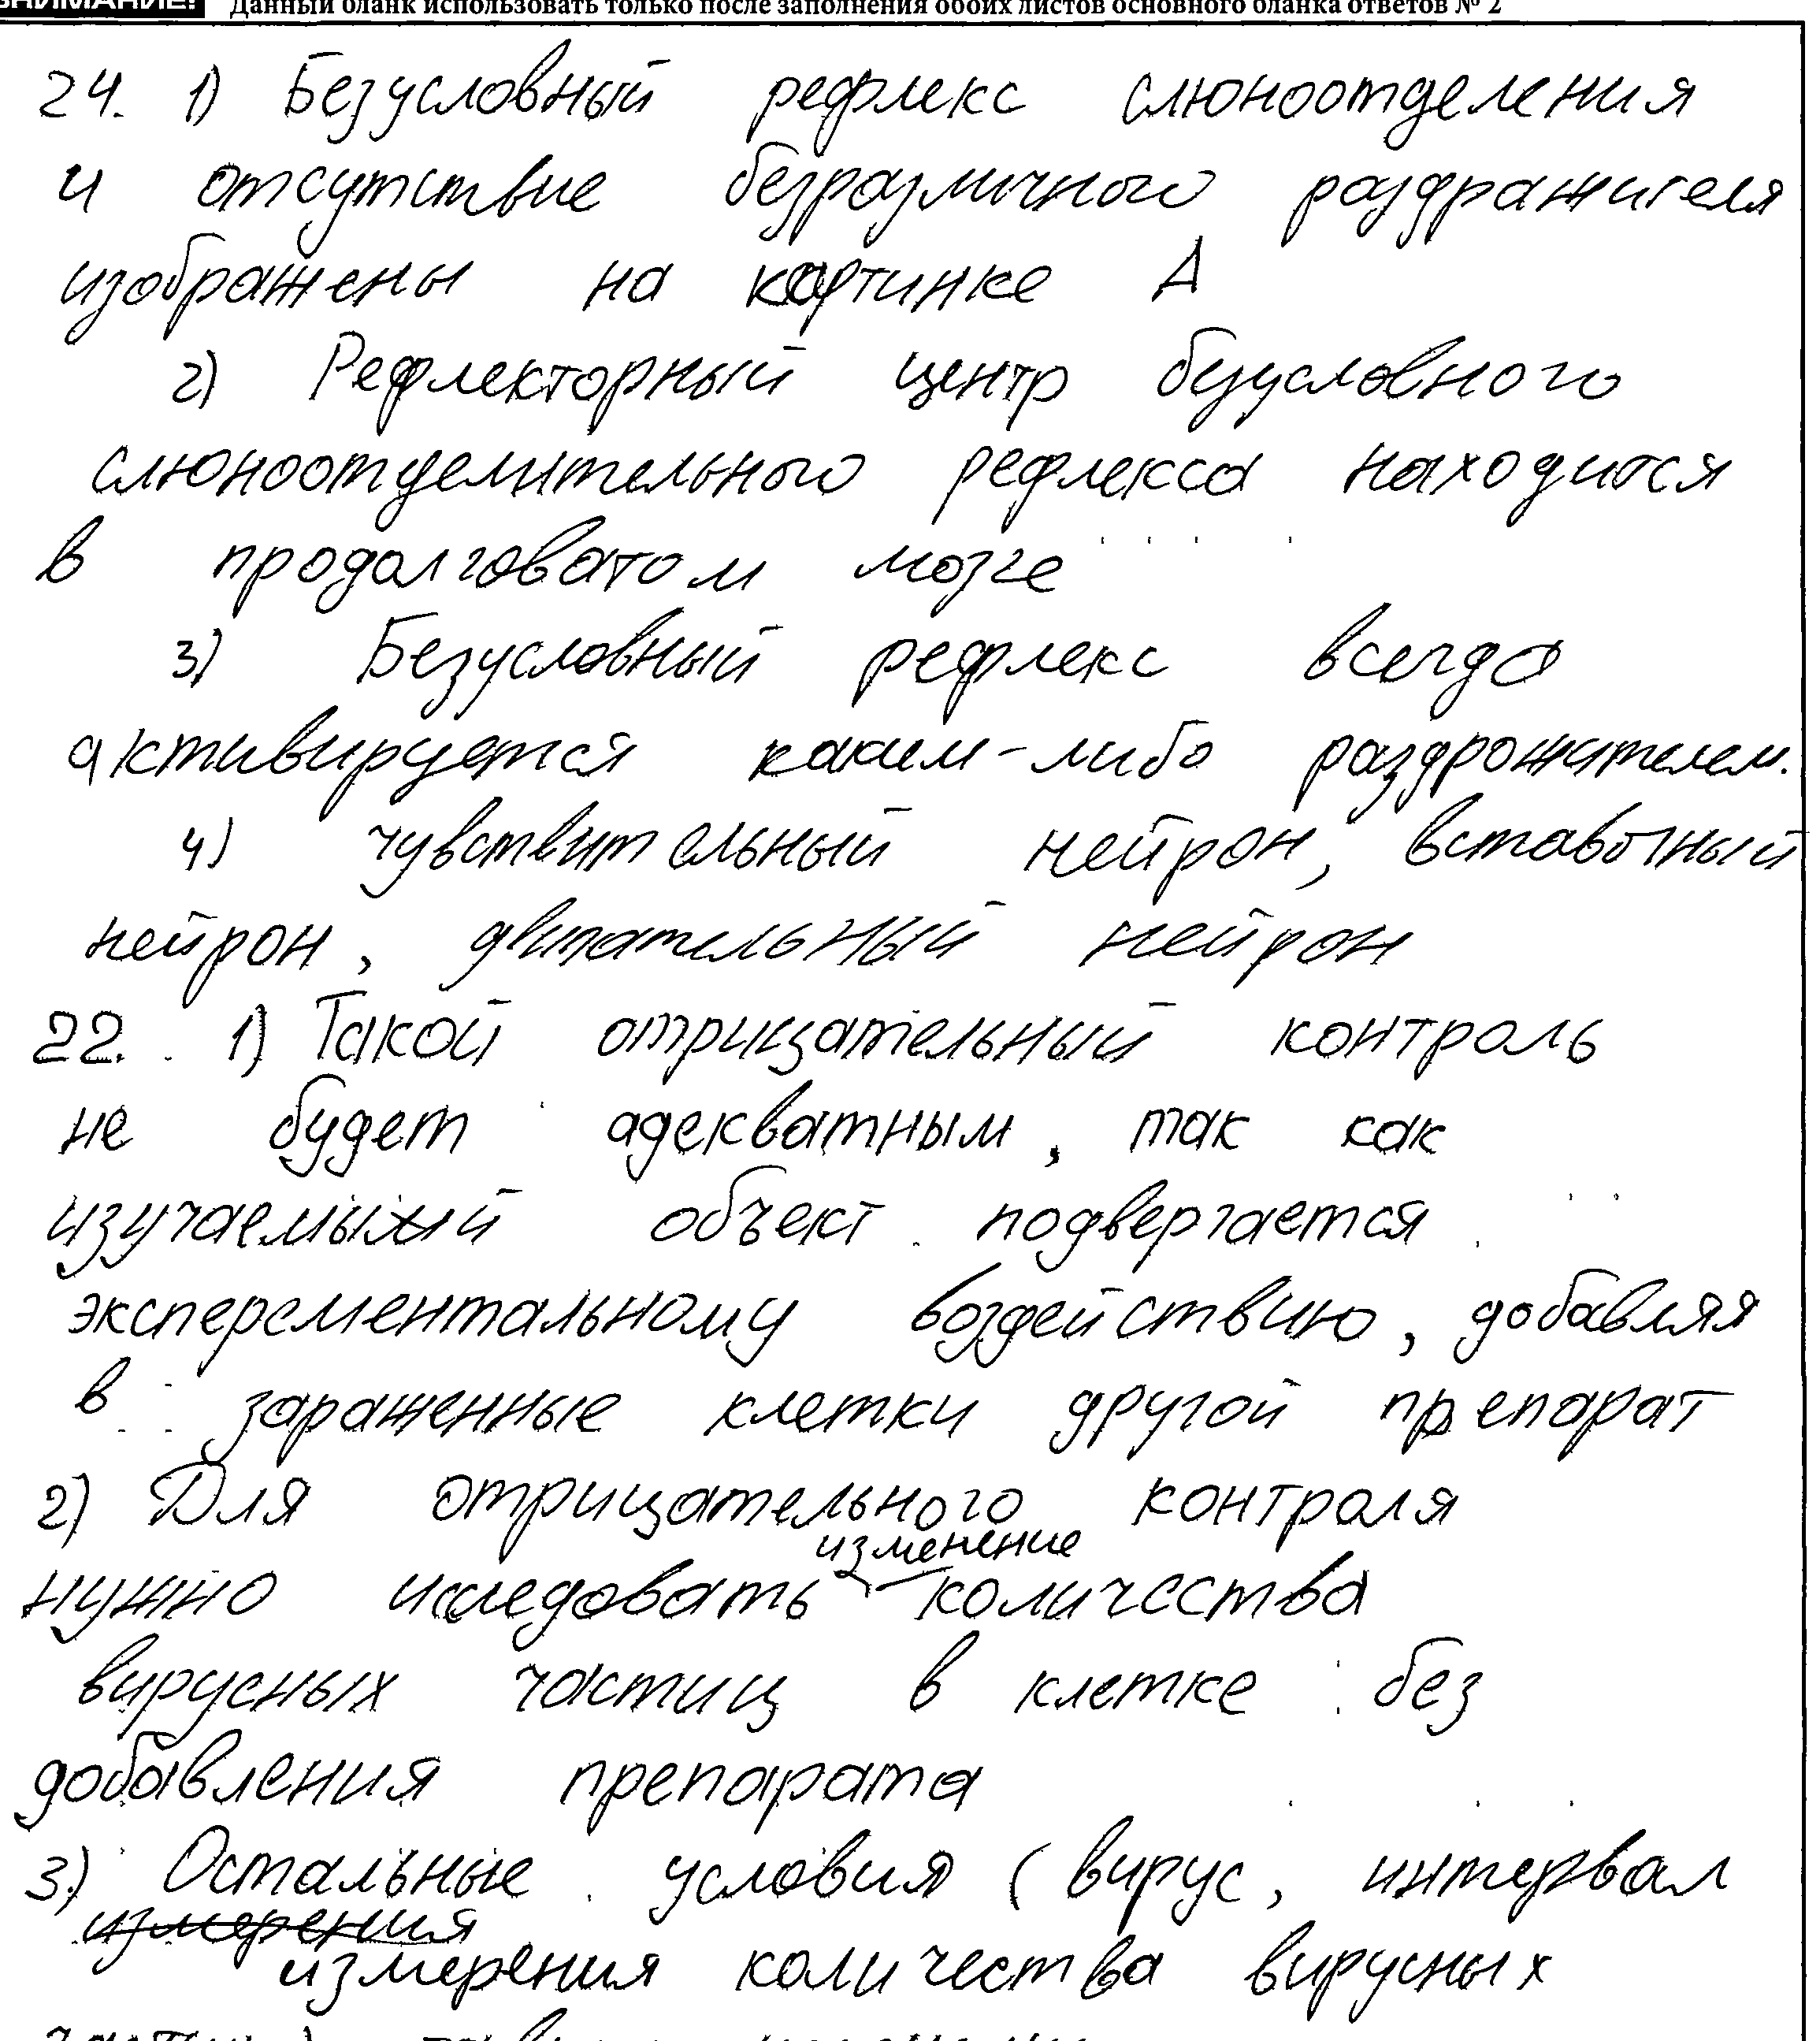 ВНИМАНИЕ! Данный бланк использовать только после заполнения обоих листов основного бланка ответов № 2
24. 1) Безусловный рефлекс слюноотделения
и отсутствие безразличного раздражителя
изображены на картинке А
2) Рефлекторный центр безусловного
слюноотделительного рефлекса находится
в продолговатом мозге
3) Безусловный рефлекс всегда
активируется каким-либо раздрожителем.
4) чувствительный нейрон, вставочный
нейрон, двигательный нейрон
22. 1) Такой отрицательный контроль
не будет адекватным, так как
изучаемый объект подвергается
эксперементальному воздействию, добавляя
в зараженные клетки другой препарат
2) Для отрицательного контроля
изменение
нужно исследовать количества
вирусных частиц в клетке без
добавления препарата
3) Остальные условия (вирус, интервал
измерения
измерения количества вирусных